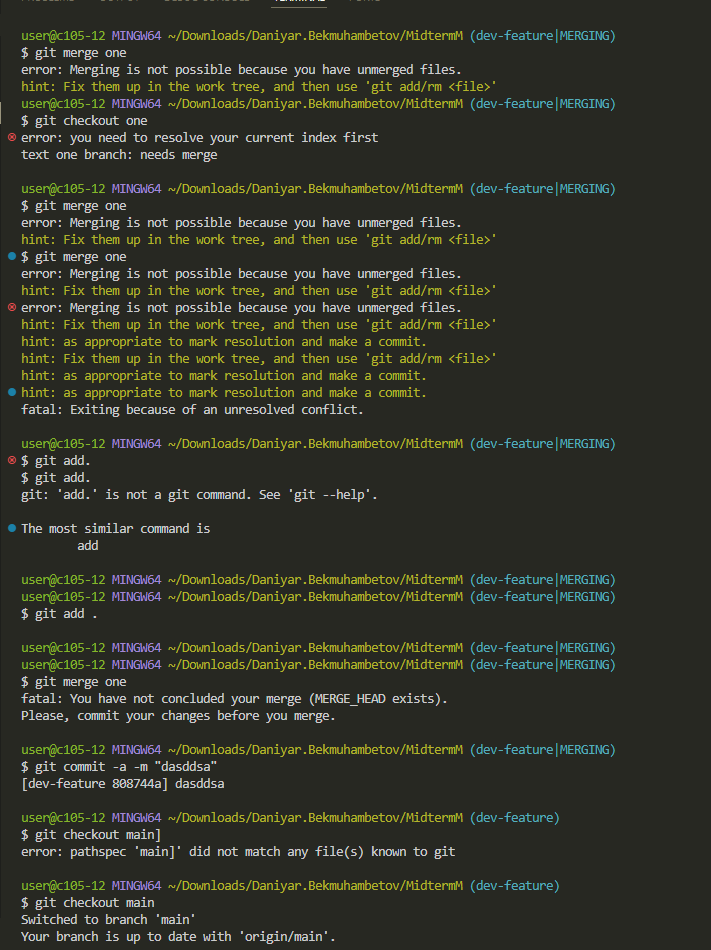 user@c105-12 MINGW64 ~/Downloads/Daniyar.Bekmuhambetov/MidtermM (dev-feature|MERGING)
$ git merge one
error: Merging is not possible because you have unmerged files.
hint: Fix them up in the work tree, and then use 'git add/rm <file>'
user@c105-12 MINGW64 ~/Downloads/Daniyar.Bekmuhambetov/MidtermM (dev-feature|MERGING)
$ git checkout one
error: you need to resolve your current index first
text one branch: needs merge
user@c105-12 MINGW64 ~/Downloads/Daniyar.Bekmuhambetov/MidtermM (dev-feature|MERGING)
$ git merge one
error: Merging is not possible because you have unmerged files.
hint: Fix them up in the work tree, and then use 'git add/rm <file>'
$ git merge one
error: Merging is not possible because you have unmerged files.
hint: Fix them up in the work tree, and then use 'git add/rm <file>'
error: Merging is not possible because you have unmerged files.
hint: Fix them up in the work tree, and then use 'git add/rm <file>'
hint: as appropriate to mark resolution and make a commit.
hint: Fix them up in the work tree, and then use 'git add/rm <file>'
hint: as appropriate to mark resolution and make a commit.
hint: as appropriate to mark resolution and make a commit.
fatal: Exiting because of an unresolved conflict.
user@c105-12 MINGW64 ~/Downloads/Daniyar.Bekmuhambetov/MidtermM (dev-feature|MERGING)
$ git add.
$ git add.
git: 'add.' is not a git command. See 'git --help'.
The most similar command is
add
user@c105-12 MINGW64 ~/Downloads/Daniyar.Bekmuhambetov/MidtermM (dev-feature|MERGING)
user@c105-12 MINGW64 ~/Downloads/Daniyar.Bekmuhambetov/MidtermM (dev-feature|MERGING)
$ git add .
user@c105-12 MINGW64 ~/Downloads/Daniyar.Bekmuhambetov/MidtermM (dev-feature|MERGING)
user@c105-12 MINGW64 ~/Downloads/Daniyar.Bekmuhambetov/MidtermM (dev-feature|MERGING)
$ git merge one
fatal: You have not concluded your merge (MERGE_HEAD exists).
Please, commit your changes before you merge.
user@c105-12 MINGW64 ~/Downloads/Daniyar.Bekmuhambetov/MidtermM (dev-feature|MERGING)
$ git commit -a -m "dasddsa"
[dev-feature 808744a] dasddsa
user@c105-12 MINGW64 ~/Downloads/Daniyar.Bekmuhambetov/MidtermM (dev-feature)
$ git checkout main]
error: pathspec 'main]' did not match any file(s) known to git
user@c105-12 MINGW64 ~/Downloads/Daniyar.Bekmuhambetov/MidtermM (dev-feature)
$ git checkout main
Switched to branch 'main'
Your branch is up to date with 'origin/main'.